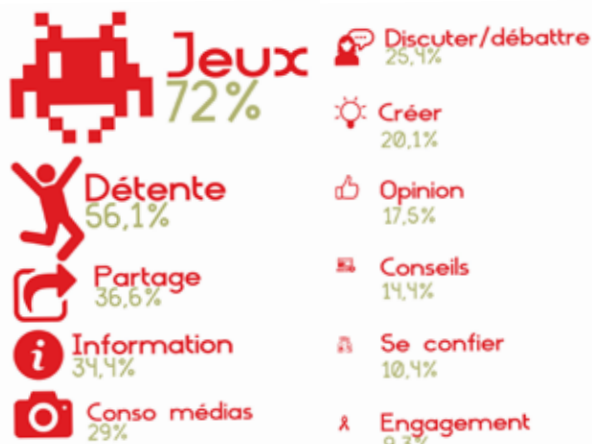 Jeux
72%
Détente
56,1%
Partage
36,6%
Information
34,4%
Conso médias
29%
Discuter/débattre
25,4%
Créer
20,1%
Opinion
17,5%
Conseils
14,4%
Se confier
10,4%
Engagement